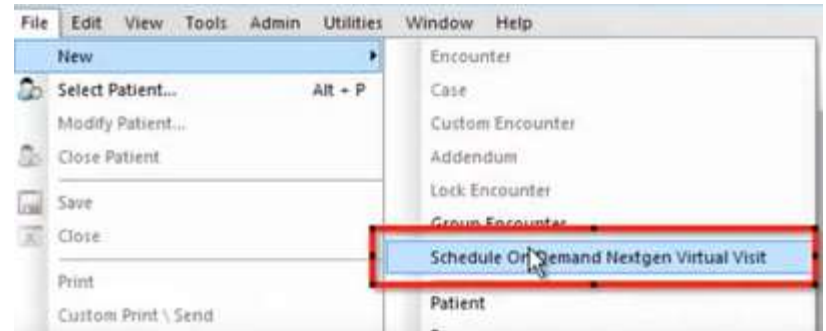 File Edit View Tools Admin Utilities Window Help
New
Select Patient... Alt + P
Modify Patient...
Close Patient
Save
Close
Print
Custom Print \ Send
Encounter
Case
Custom Encounter
Addendum
Lock Encounter
Group Encounter
Schedule On Demand Nextgen Virtual Visit
Patient